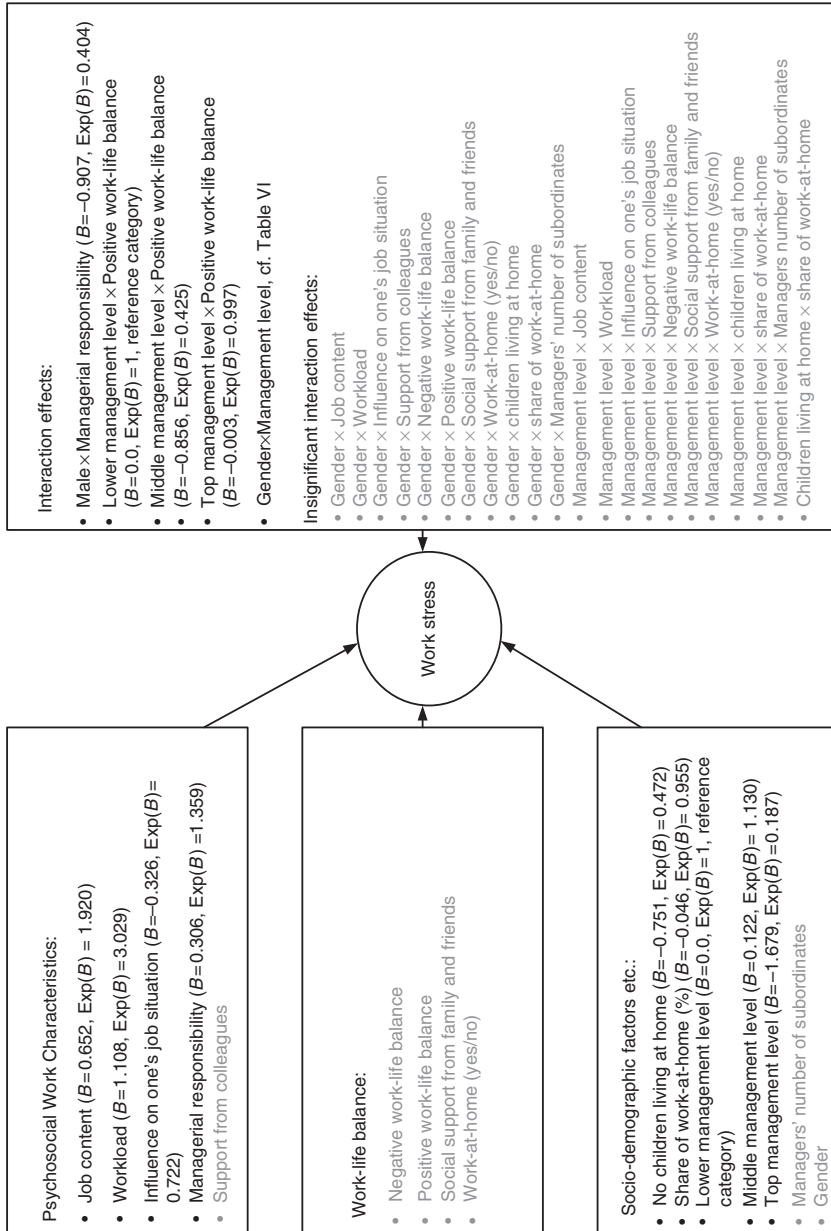 Psychosocial Work Characteristics:
• Job content (B=0.652, Exp(B) = 1.920)
• Workload (B=1.108, Exp(B) = 3.029)
• Influence on one's job situation (B=–0.326, Exp(B)=
0.722)
• Managerial responsibility (B=0.306, Exp(B) =1.359)
• Support from colleagues
Work-life balance:
• Negative work-life balance
• Positive work-life balance
• Social support from family and friends
• Work-at-home (yes/no)
Socio-demographic factors etc.:
• No children living at home (B=–0.751, Exp(B)=0.472)
• Share of work-at-home (%) (B=–0.046, Exp(B)= 0.955)
• Lower management level (B=0.0, Exp(B)=1, reference
category)
• Middle management level (B=0.122, Exp(B)= 1.130)
• Top management level (B=–1.679, Exp(B)=0.187)
• Managers' number of subordinates
• Gender
Work stress
Interaction effects:
• Male×Managerial responsibility (B=–0.907, Exp(B)=0.404)
• Lower management level×Positive work-life balance
(B=0.0, Exp(B)=1, reference category)
• Middle management level×Positive work-life balance
• (B=–0.856, Exp(B)=0.425)
• Top management level×Positive work-life balance
(B=–0.003, Exp(B)=0.997)
• Gender×Management level, cf. Table VI
Insignificant interaction effects:
• Gender × Job content
• Gender × Workload
• Gender × Influence on one's job situation
• Gender × Support from colleagues
• Gender × Negative work-life balance
• Gender × Positive work-life balance
• Gender × Social support from family and friends
• Gender × Work-at-home (yes/no)
• Gender × children living at home
• Gender × share of work-at-home
• Gender × Managers' number of subordinates
• Management level × Job content
• Management level × Workload
• Management level × Influence on one's job situation
• Management level × Support from colleagues
• Management level × Negative work-life balance
• Management level × Social support from family and friends
• Management level × Work-at-home (yes/no)
• Management level × children living at home
• Management level × share of work-at-home
• Management level × Managers number of subordinates
• Children living at home × share of work-at-home